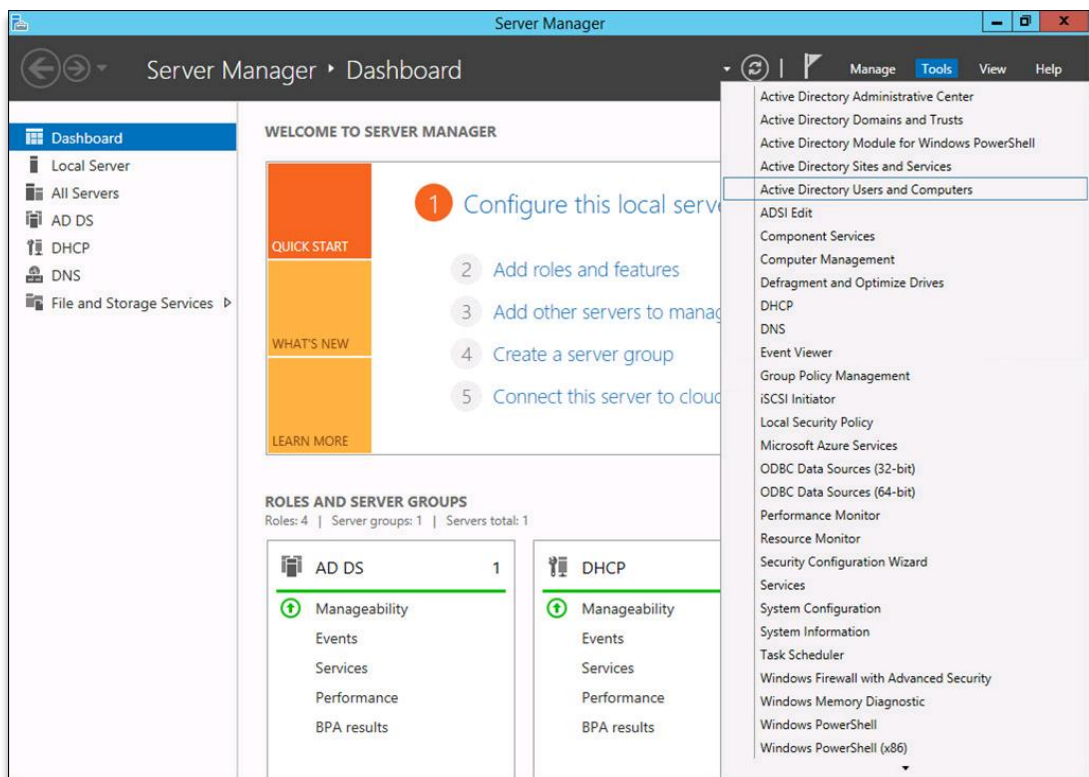 Server Manager
Server Manager • Dashboard
Manage Tools View Help
Dashboard
Local Server
All Servers
AD DS
DHCP
DNS
File and Storage Services
WELCOME TO SERVER MANAGER
QUICK START
WHAT'S NEW
LEARN MORE
1 Configure this local serve
2 Add roles and features
3 Add other servers to manag
4 Create a server group
5 Connect this server to cloud
ROLES AND SERVER GROUPS
Roles: 4 | Server groups: 1 | Servers total: 1
AD DS 1
Manageability
Events
Services
Performance
BPA results
DHCP
Manageability
Events
Services
Performance
BPA results
Active Directory Administrative Center
Active Directory Domains and Trusts
Active Directory Module for Windows PowerShell
Active Directory Sites and Services
Active Directory Users and Computers
ADSI Edit
Component Services
Computer Management
Defragment and Optimize Drives
DHCP
DNS
Event Viewer
Group Policy Management
iSCSI Initiator
Local Security Policy
Microsoft Azure Services
ODBC Data Sources (32-bit)
ODBC Data Sources (64-bit)
Performance Monitor
Resource Monitor
Security Configuration Wizard
Services
System Configuration
System Information
Task Scheduler
Windows Firewall with Advanced Security
Windows Memory Diagnostic
Windows PowerShell
Windows PowerShell (x86)